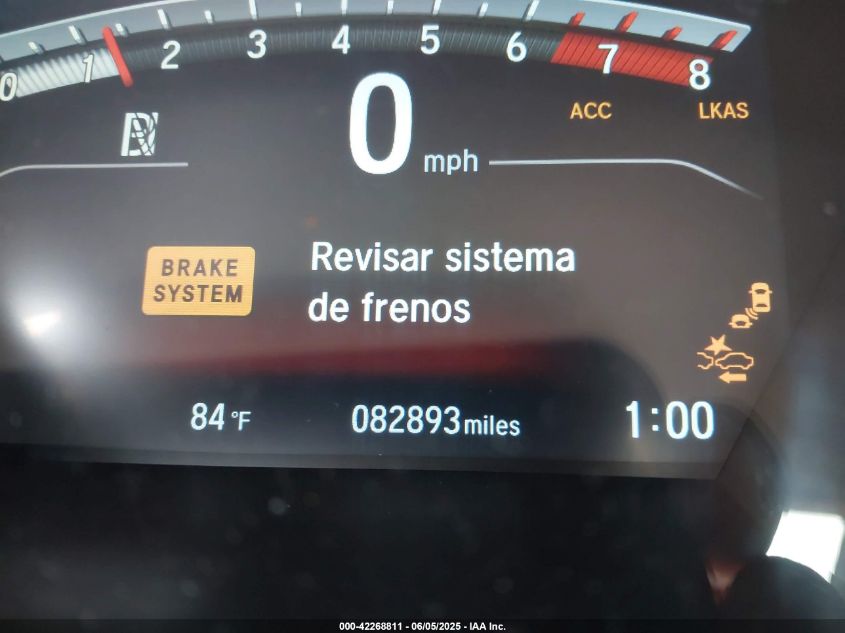 0 1 2 3 4 5 6 7 8
ACC LKAS
0 mph
BRAKE
SYSTEM
Revisar sistema
de frenos
84 °F 082893 miles 1:00
000-42268811 - 06/05/2025 - IAA Inc.